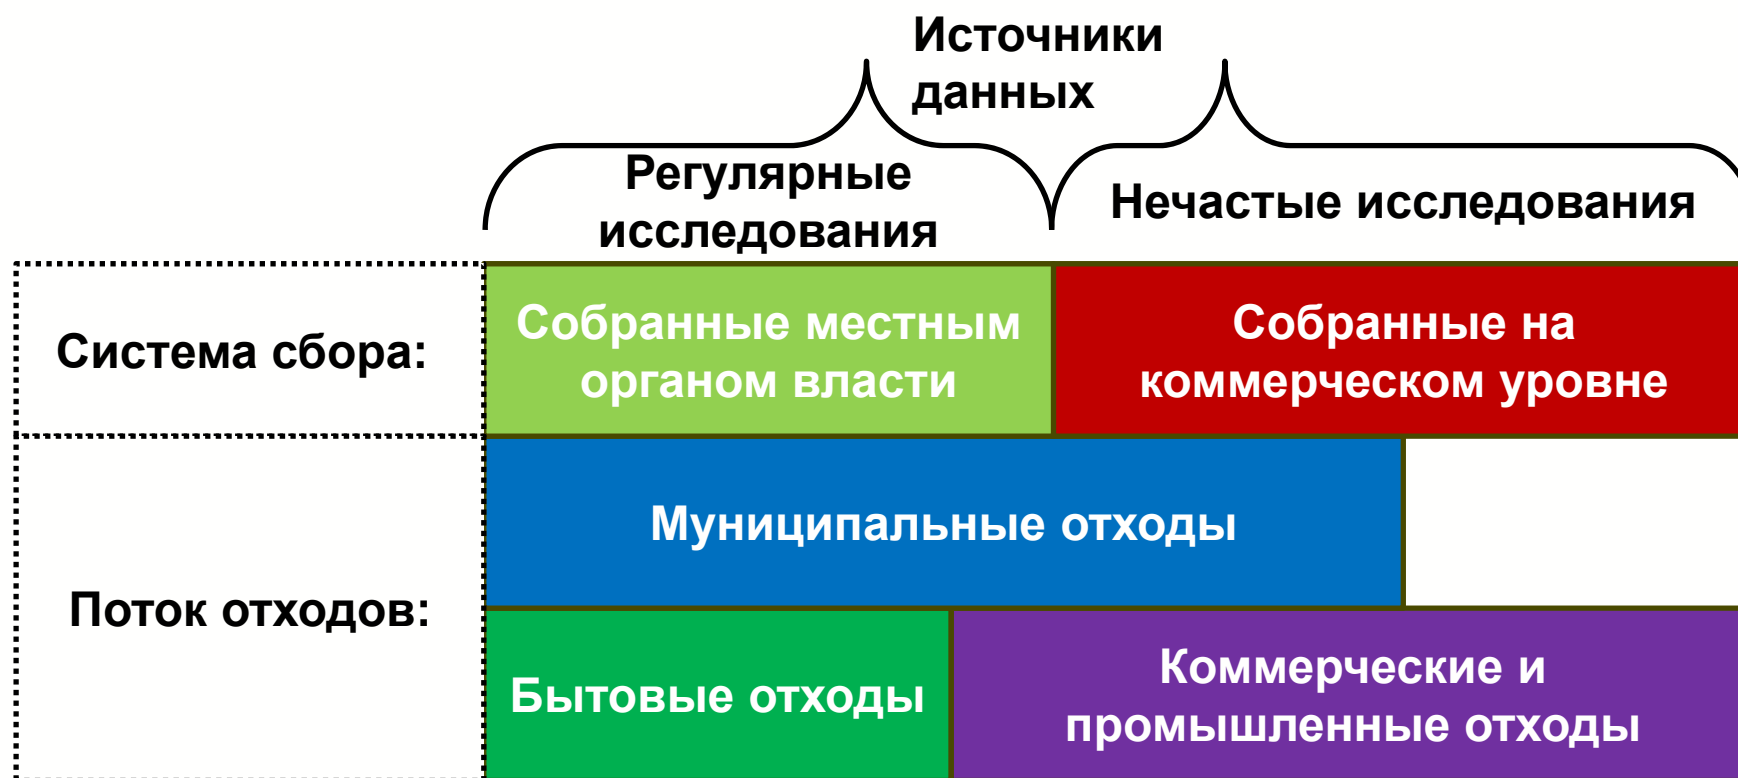 Источники
данных
Регулярные
исследования
Нечастые исследования
Система сбора:
Собранные местным
органом власти
Собранные на
коммерческом уровне
Поток отходов:
Муниципальные отходы
Бытовые отходы
Коммерческие и
промышленные отходы